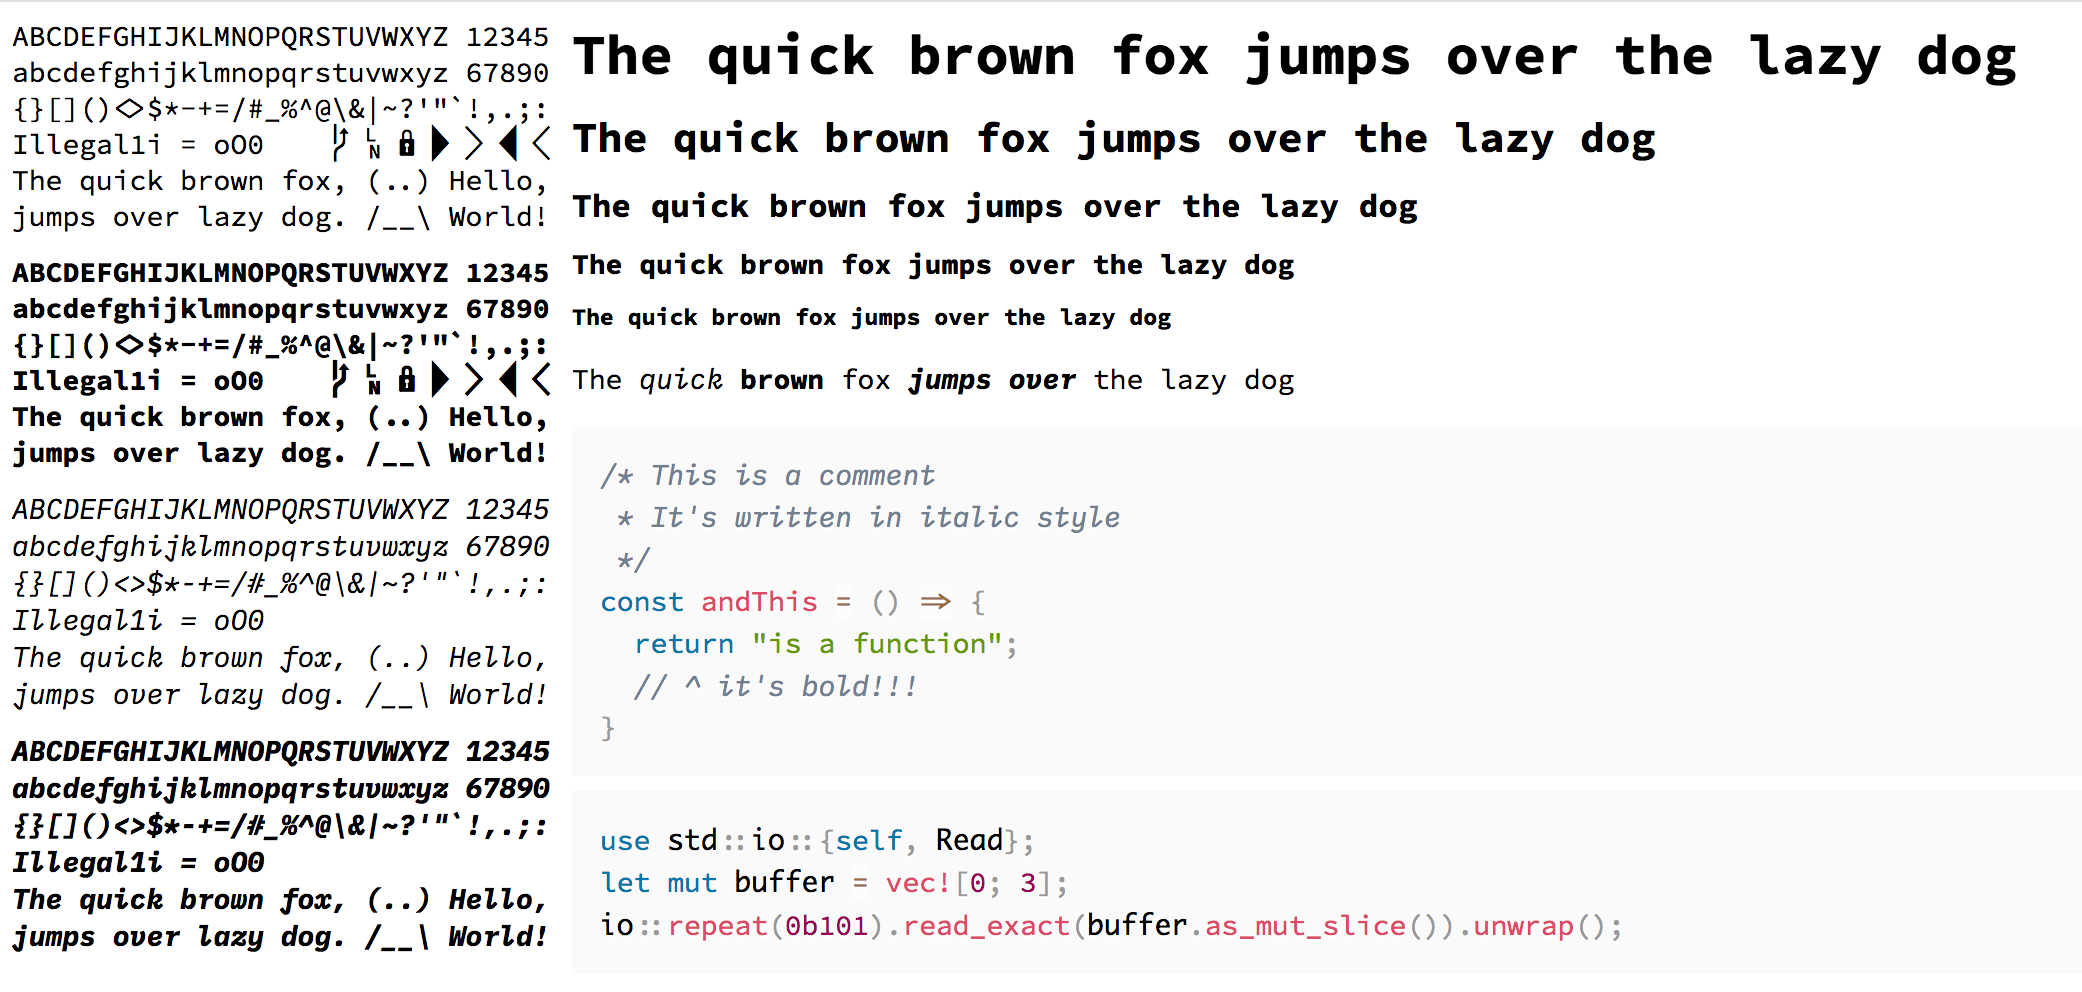 ABCDEFGHIJKLMNOPQRSTUVWXYZ 12345
abcdefghijklmnopqrstuvwxyz 67890
{}[]()<>$*-+=/#_%^@\&|~?'"`!,.;:
Illegal1i = oO0     
The quick brown fox, (..) Hello,
jumps over lazy dog. /__\ World!
ABCDEFGHIJKLMNOPQRSTUVWXYZ 12345
abcdefghijklmnopqrstuvwxyz 67890
{}[]()<>$*-+=/#_%^@\&|~?'"`!,.;:
Illegal1i = oO0     
The quick brown fox, (..) Hello,
jumps over lazy dog. /__\ World!
ABCDEFGHIJKLMNOPQRSTUVWXYZ 12345
abcdefghijklmnopqrstuvwxyz 67890
{}[]()<>$*-+=/#_%^@\&|~?'"`!,.;:
Illegal1i = oO0
The quick brown fox, (..) Hello,
jumps over lazy dog. /__\ World!
ABCDEFGHIJKLMNOPQRSTUVWXYZ 12345
abcdefghijklmnopqrstuvwxyz 67890
{}[]()<>$*-+=/#_%^@\&|~?'"`!,.;:
Illegal1i = oO0
The quick brown fox, (..) Hello,
jumps over lazy dog. /__\ World!
The quick brown fox jumps over the lazy dog
The quick brown fox jumps over the lazy dog
The quick brown fox jumps over the lazy dog
The quick brown fox jumps over the lazy dog
The quick brown fox jumps over the lazy dog
The quick brown fox jumps over the lazy dog
/* This is a comment
 * It's written in italic style
 */
const andThis = () => {
  return "is a function";
  // ^ it's bold!!!
}
use std::io::{self, Read};
let mut buffer = vec![0; 3];
io::repeat(0b101).read_exact(buffer.as_mut_slice()).unwrap();